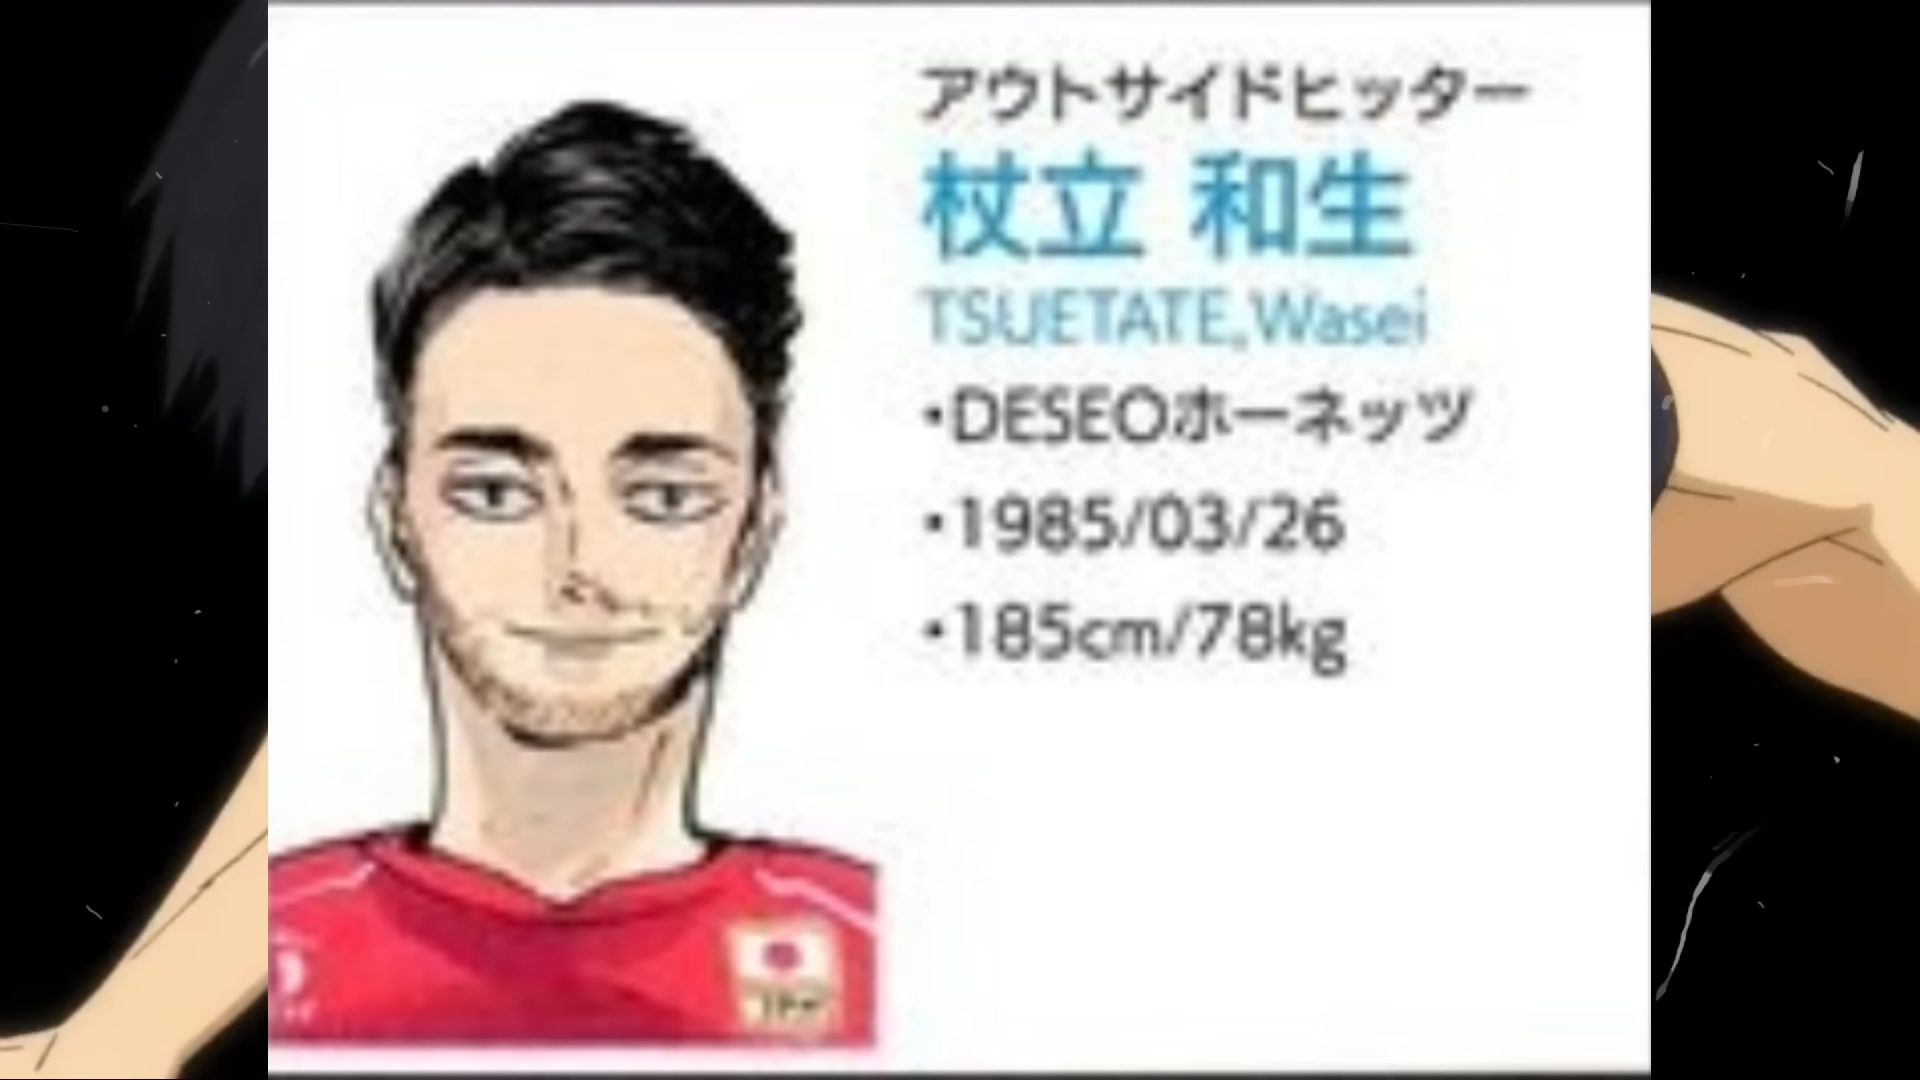 アウトサイドヒッター
杖立 和生
TSUETATE,Wasei
・DESEOホーネッツ
・1985/03/26
・185cm/78kg